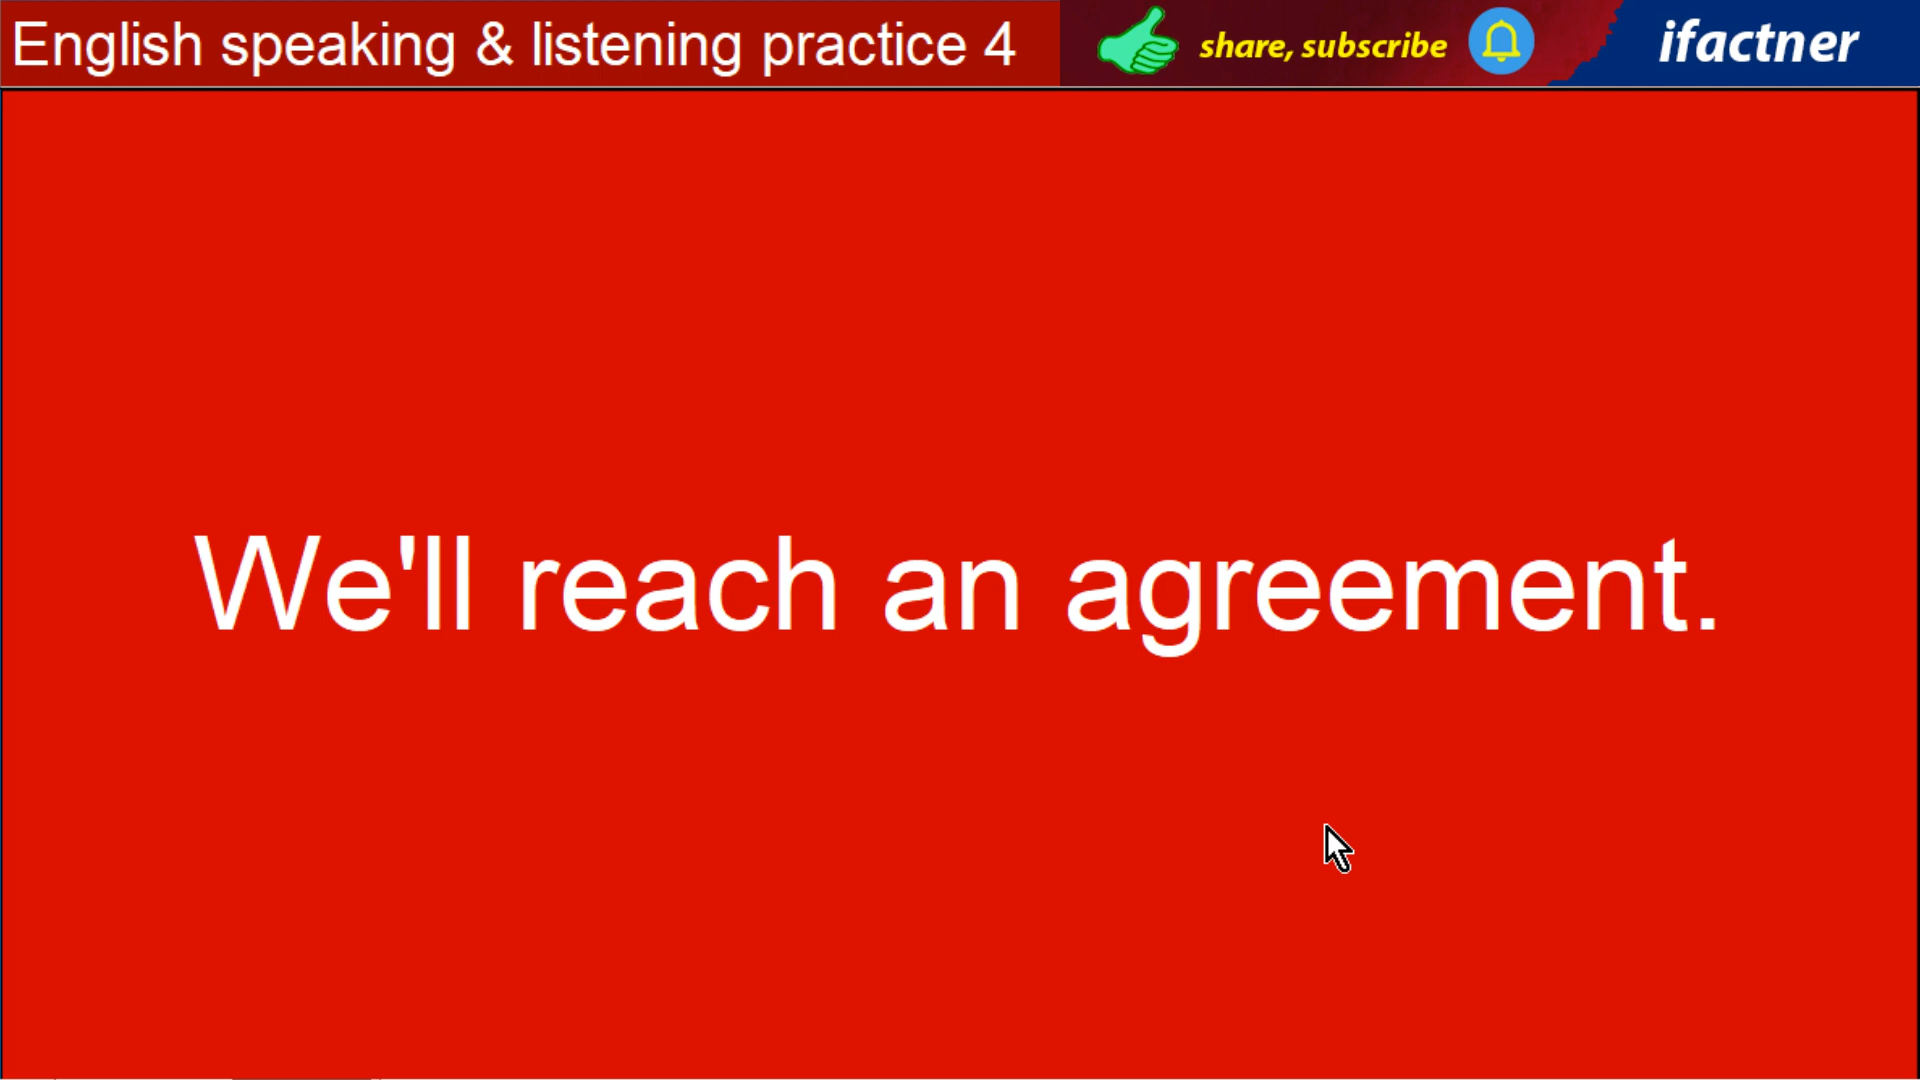 English speaking & listening practice 4
share, subscribe
ifactner
We'll reach an agreement.